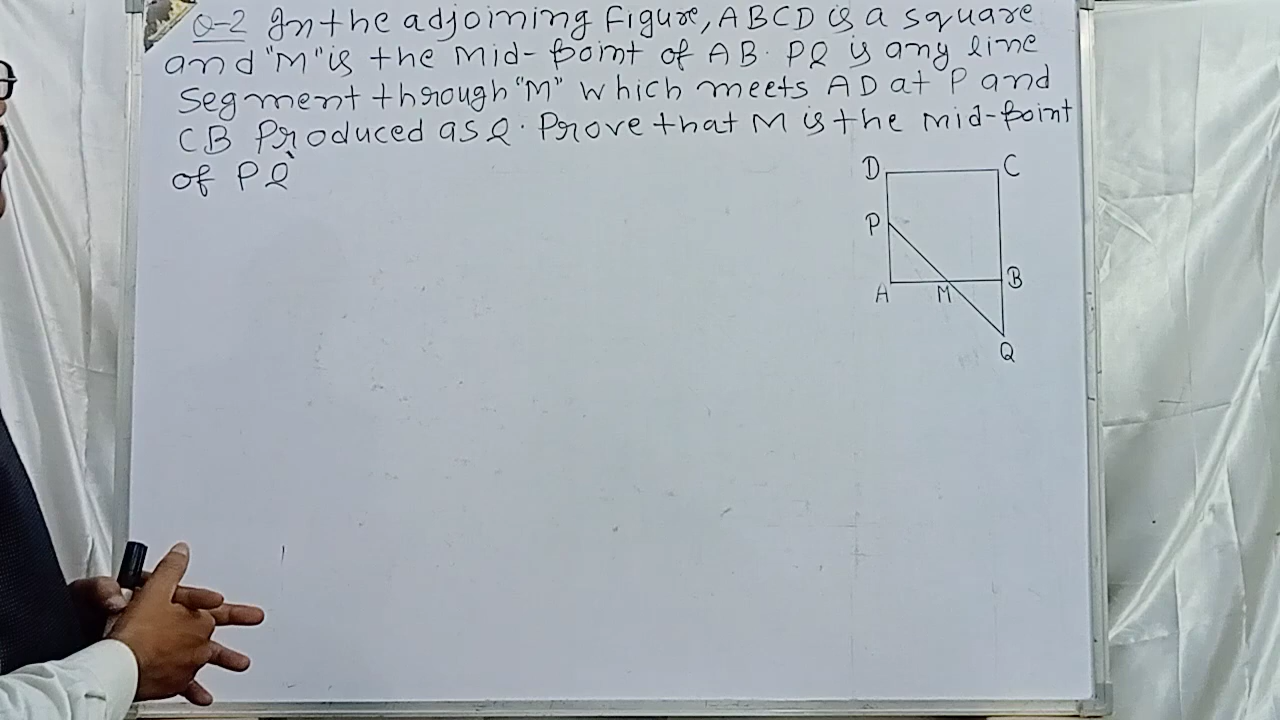 Q-2 In the adjoining Figure, ABCD is a square
and "M" is the Mid-Point of AB. PQ is any line
Segment through "M" which meets AD at P and
CB Produced as Q. Prove that M is the mid-point
of PQ
D C
P
A M B
Q